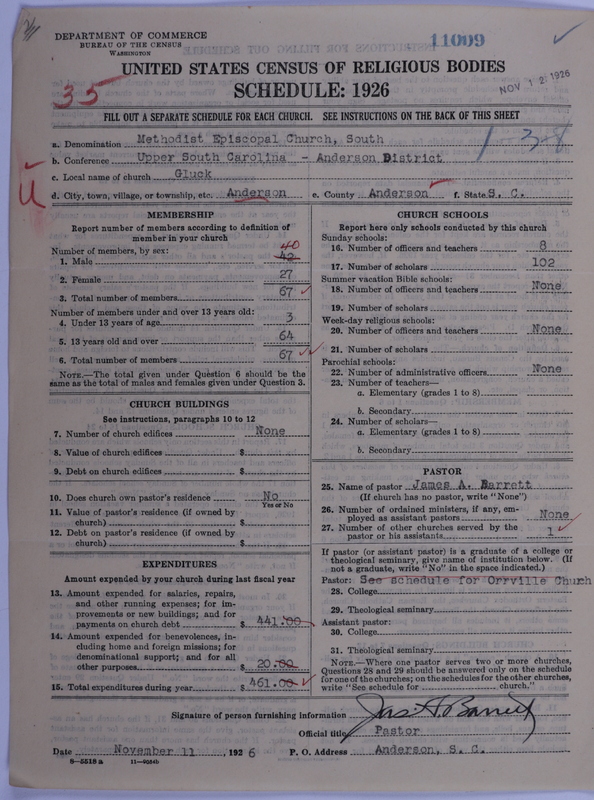 DEPARTMENT OF COMMERCE
BUREAU OF THE CENSUS
WASHINGTON
11009
NOV 12 1926
UNITED STATES CENSUS OF RELIGIOUS BODIES
35
SCHEDULE: 1926
FILL OUT A SEPARATE SCHEDULE FOR EACH CHURCH. SEE INSTRUCTIONS ON THE BACK OF THIS SHEET
a. Denomination Methodist Episcopal Church, South
1-3-8
b. Conference Upper South Carolina - Anderson District
c. Local name of church Gluck
d. City, town, village, or township, etc. Anderson e. County Anderson f. State S. C.
MEMBERSHIP
Report number of members according to definition of
member in your church
Number of members, by sex:
40
1. Male 42
2. Female 27
3. Total number of members 67
Number of members under and over 13 years old:
4. Under 13 years of age 3
5. 13 years old and over 64
6. Total number of members 67
NOTE.—The total given under Question 6 should be
same as the total of males and females given under Question 3.
CHURCH BUILDINGS
See instructions, paragraphs 10 to 12
7. Number of church edifices None
8. Value of church edifices $
9. Debt on church edifices $
10. Does church own pastor's residence No
Yes or No
11. Value of pastor's residence (if owned by
church) $
12. Debt on pastor's residence (if owned by
church) $
EXPENDITURES
Amount expended by your church during last fiscal year
13. Amount expended for salaries, repairs,
and other running expenses; for im-
provements or new buildings; and for
payments on church debt $ 441.00
14. Amount expended for benevolences, in-
cluding home and foreign missions; for
denominational support; and for all
other purposes $ 20.00
15. Total expenditures during year $ 461.00
CHURCH SCHOOLS
Report here only schools conducted by this church
Sunday schools:
16. Number of officers and teachers 8
17. Number of scholars 102
Summer vacation Bible schools:
18. Number of officers and teachers None
19. Number of scholars
Week-day religious schools:
20. Number of officers and teachers None
21. Number of scholars
Parochial schools:
22. Number of administrative officers None
23. Number of teachers—
a. Elementary (grades 1 to 8)
b. Secondary
24. Number of scholars—
a. Elementary (grades 1 to 8)
b. Secondary
PASTOR
25. Name of pastor James A. Barrett
(If church has no pastor, write "None")
26. Number of ordained ministers, if any, em-
ployed as assistant pastors None
27. Number of other churches served by the
pastor or his assistants 1
If pastor (or assistant pastor) is a graduate of a college or
theological seminary, give name of institution below. (If
not a graduate, write "No" in the space indicated.)
Pastor: See schedule for Orrville Church
28. College
29. Theological seminary
Assistant pastor:
30. College
31. Theological seminary
NOTE.—Where one pastor serves two or more churches,
Questions 28 and 29 should be answered only on the schedule
for one of the churches; on the schedules for the other churches,
write "See schedule for church."
Signature of person furnishing information Jas. A. Barrett
Official title Pastor
Date November 11, 1926 P. O. Address Anderson, S. C.
8—5518 a 11—9064b